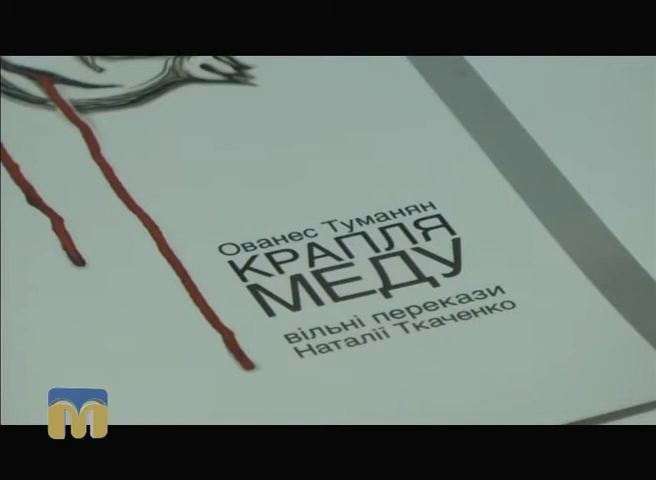 Ованес Туманян
КРАПЛЯ
МЕДУ
вільні перекази
Наталії Ткаченко
М